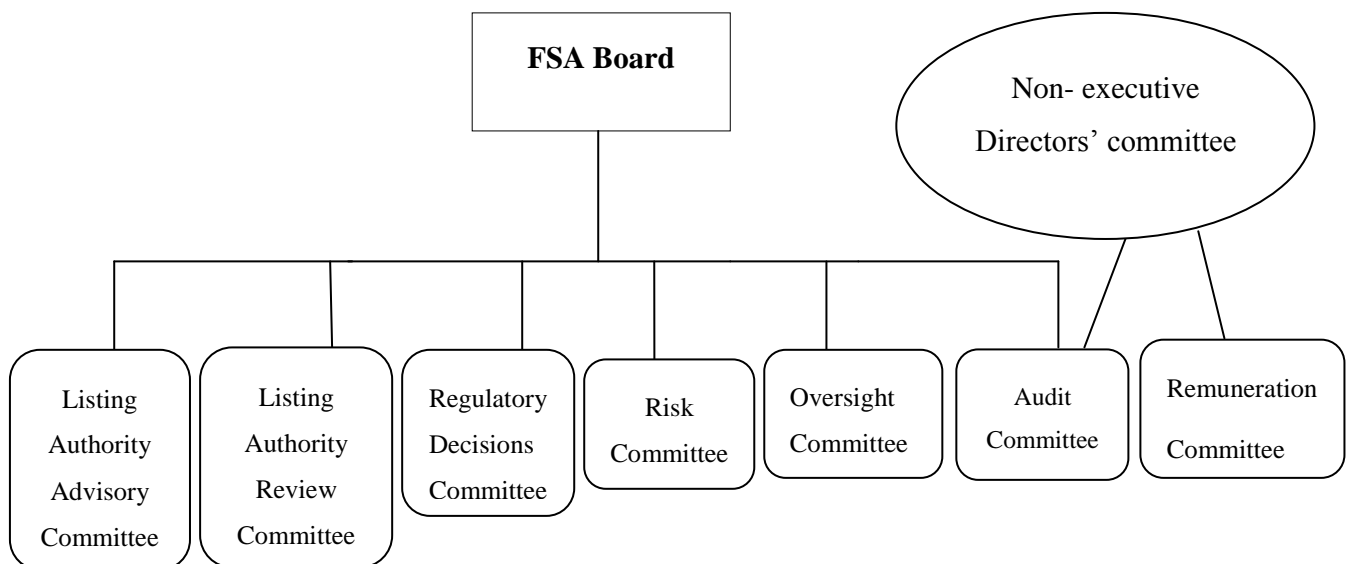 FSA Board
Non- executive
Directors’ committee
Listing
Authority
Advisory
Committee
Listing
Authority
Review
Committee
Regulatory
Decisions
Committee
Risk
Committee
Oversight
Committee
Audit
Committee
Remuneration
Committee